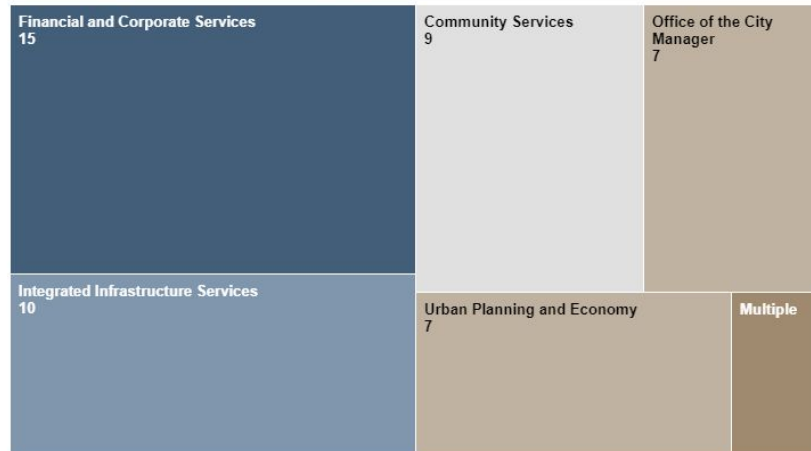 Financial and Corporate Services
15
Community Services
9
Office of the City
Manager
7
Integrated Infrastructure Services
10
Urban Planning and Economy
7
Multiple